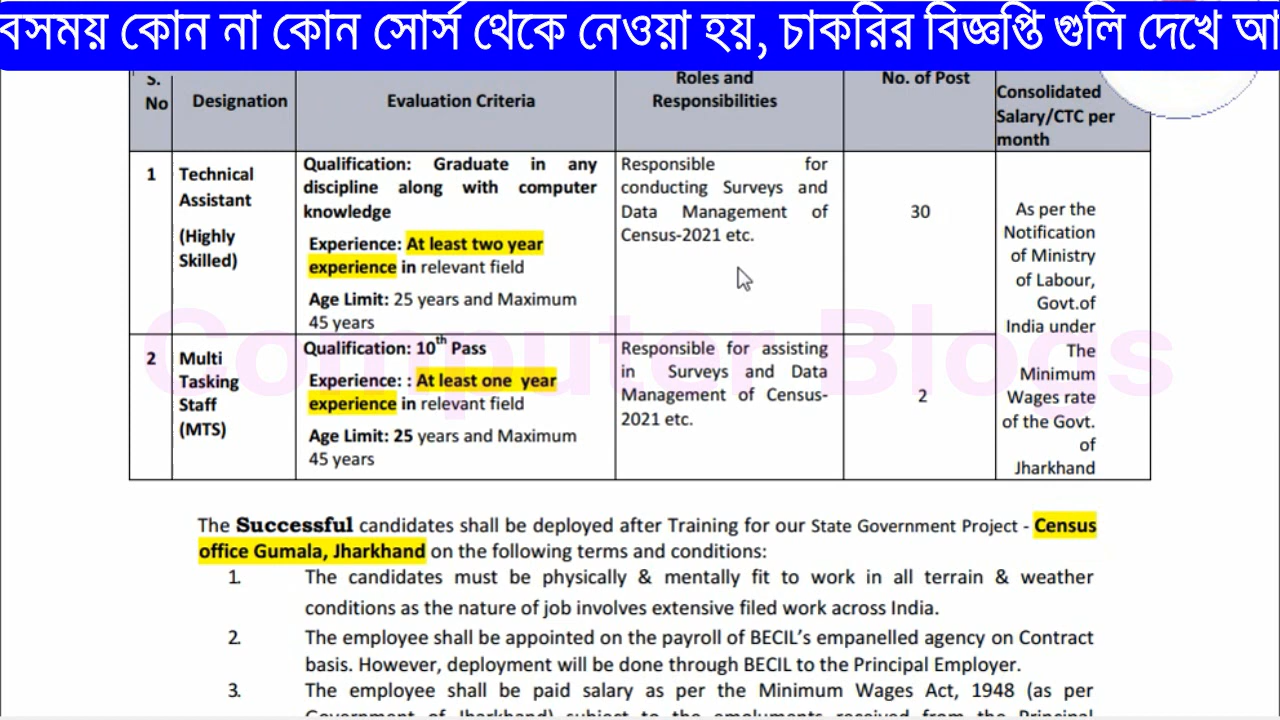 বসময় কোন না কোন সোর্স থেকে নেওয়া হয়, চাকরির বিজ্ঞপ্তি গুলি দেখে আ
S. No
Designation
Evaluation Criteria
Roles and
Responsibilities
No. of Post
Consolidated
Salary/CTC per
month
1
Technical
Assistant
(Highly
Skilled)
Qualification: Graduate in any
discipline along with computer
knowledge
Experience: At least two year
experience in relevant field
Age Limit: 25 years and Maximum
45 years
Responsible for
conducting Surveys and
Data Management of
Census-2021 etc.
30
As per the
Notification
of Ministry
of Labour,
Govt.of
India under
The
Minimum
Wages rate
of the Govt.
of
Jharkhand
2
Multi
Tasking
Staff
(MTS)
Qualification: 10th Pass
Experience: : At least one year
experience in relevant field
Age Limit: 25 years and Maximum
45 years
Responsible for assisting
in Surveys and Data
Management of Census-
2021 etc.
2
Computer Blogs
The Successful candidates shall be deployed after Training for our State Government Project - Census
office Gumala, Jharkhand on the following terms and conditions:
1. The candidates must be physically & mentally fit to work in all terrain & weather
conditions as the nature of job involves extensive filed work across India.
2. The employee shall be appointed on the payroll of BECIL's empanelled agency on Contract
basis. However, deployment will be done through BECIL to the Principal Employer.
3. The employee shall be paid salary as per the Minimum Wages Act, 1948 (as per
Government of Jharkhand) subject to the emoluments received from the Principal